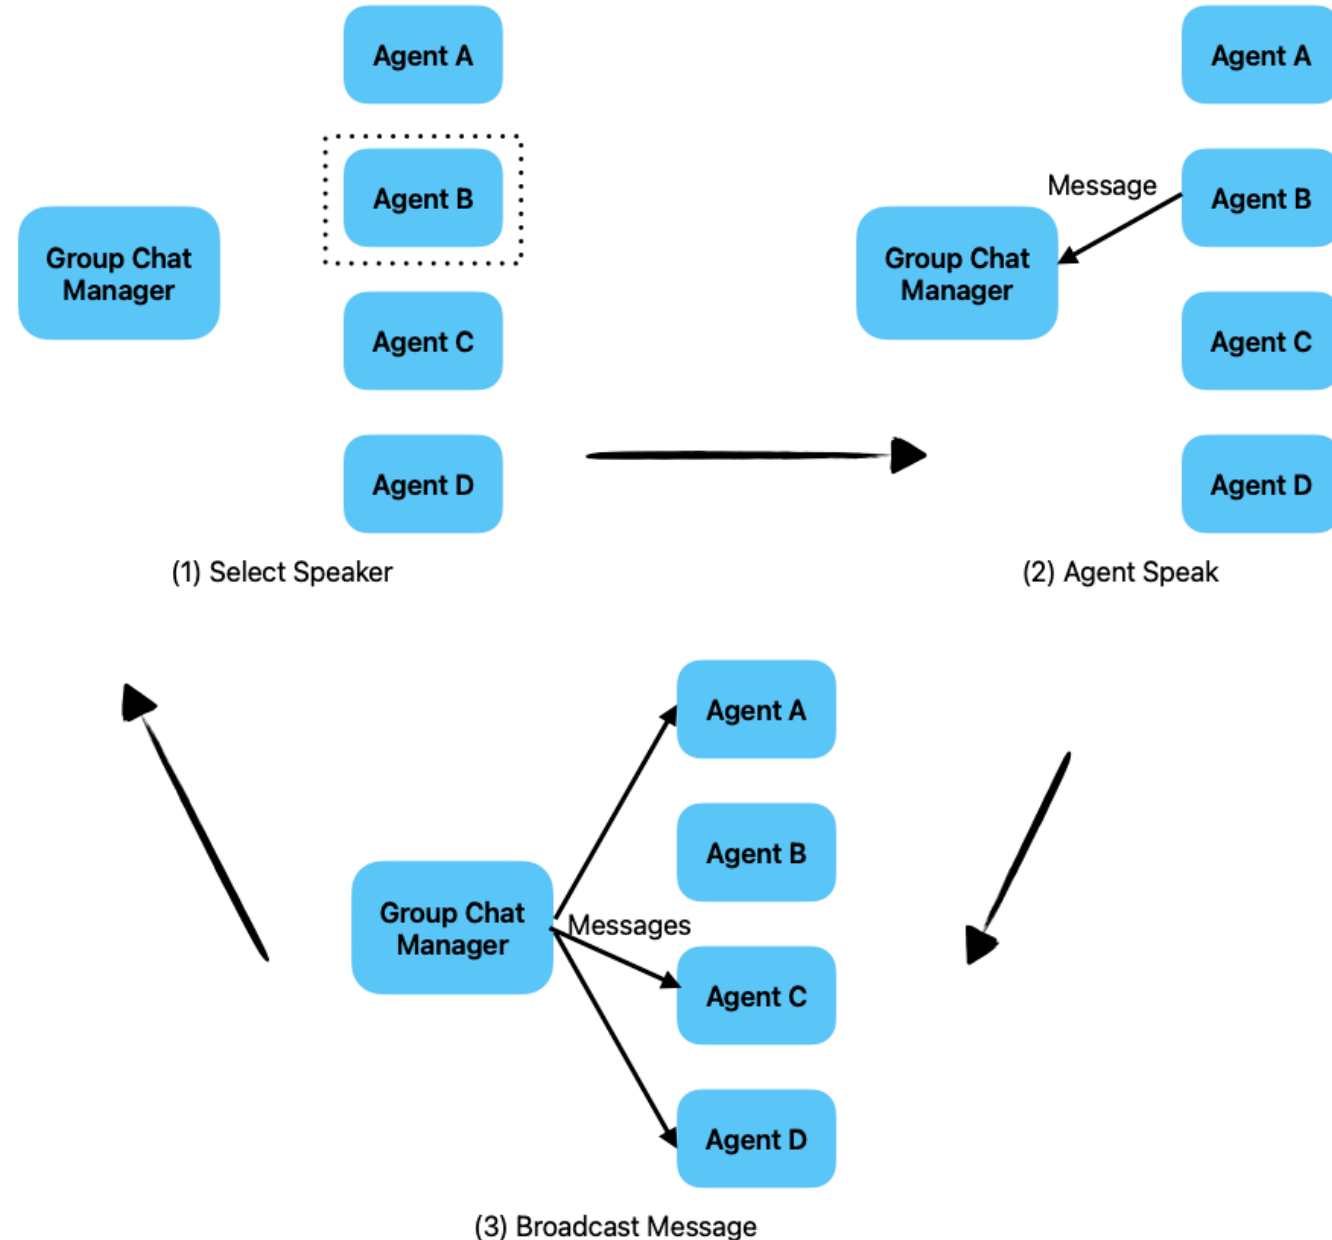 Agent A
Agent B
Group Chat
Manager
Agent C
Agent D
(1) Select Speaker
Agent A
Message
Agent B
Group Chat
Manager
Agent C
Agent D
(2) Agent Speak
Agent A
Agent B
Group Chat
Manager
Messages
Agent C
Agent D
(3) Broadcast Message